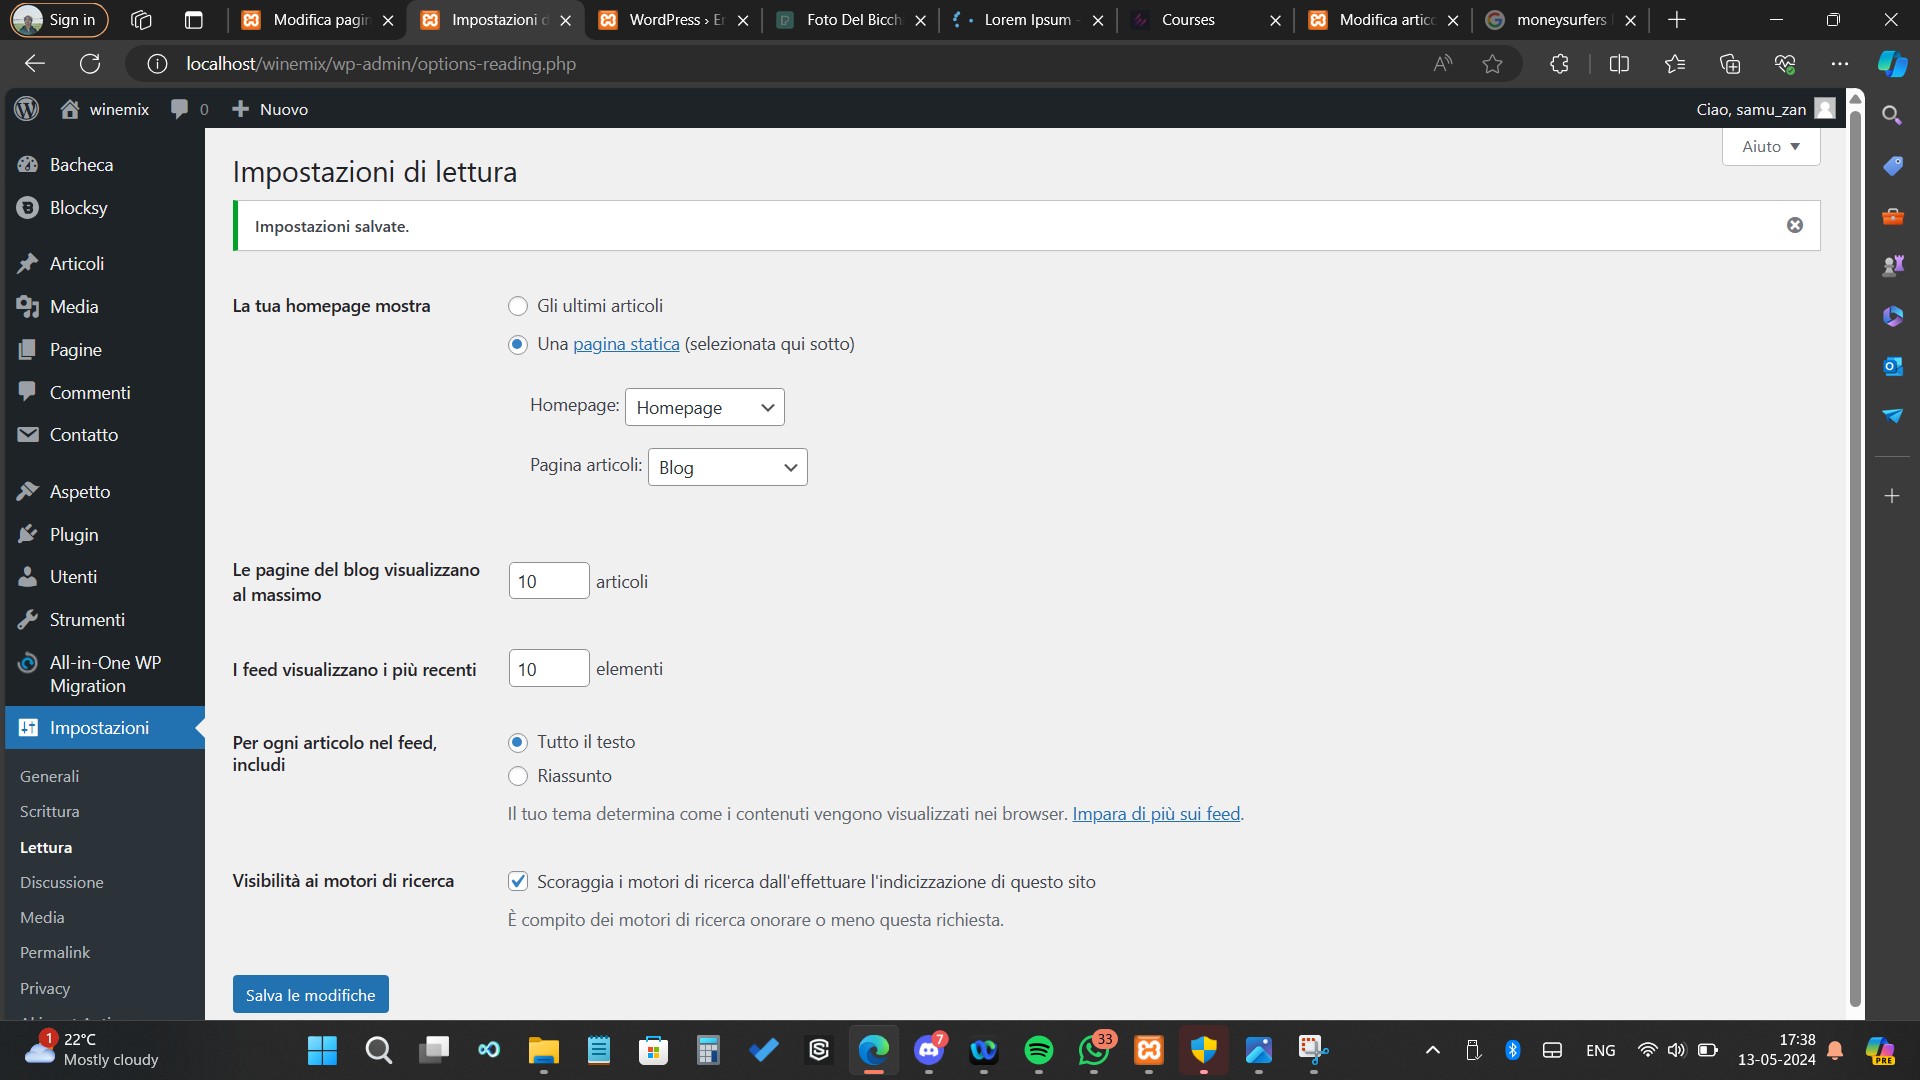 Sign in
Modifica pagin
Impostazioni d
WordPress › Er
Foto Del Bicch
Lorem Ipsum -
Courses
Modifica artico
moneysurfers
localhost/winemix/wp-admin/options-reading.php
winemix
0
Nuovo
Ciao, samu_zan
Bacheca
Blocksy
Articoli
Media
Pagine
Commenti
Contatto
Aspetto
Plugin
Utenti
Strumenti
All-in-One WP
Migration
Impostazioni
Generali
Scrittura
Lettura
Discussione
Media
Permalink
Privacy
Aiuto
Impostazioni di lettura
Impostazioni salvate.
La tua homepage mostra
Gli ultimi articoli
Una pagina statica (selezionata qui sotto)
Homepage: Homepage
Pagina articoli: Blog
Le pagine del blog visualizzano
al massimo
10 articoli
I feed visualizzano i più recenti
10 elementi
Per ogni articolo nel feed,
includi
Tutto il testo
Riassunto
Il tuo tema determina come i contenuti vengono visualizzati nei browser. Impara di più sui feed.
Visibilità ai motori di ricerca
Scoraggia i motori di ricerca dall'effettuare l'indicizzazione di questo sito
È compito dei motori di ricerca onorare o meno questa richiesta.
Salva le modifiche
1
22°C
Mostly cloudy
7
33
ENG
17:38
13-05-2024
PRE